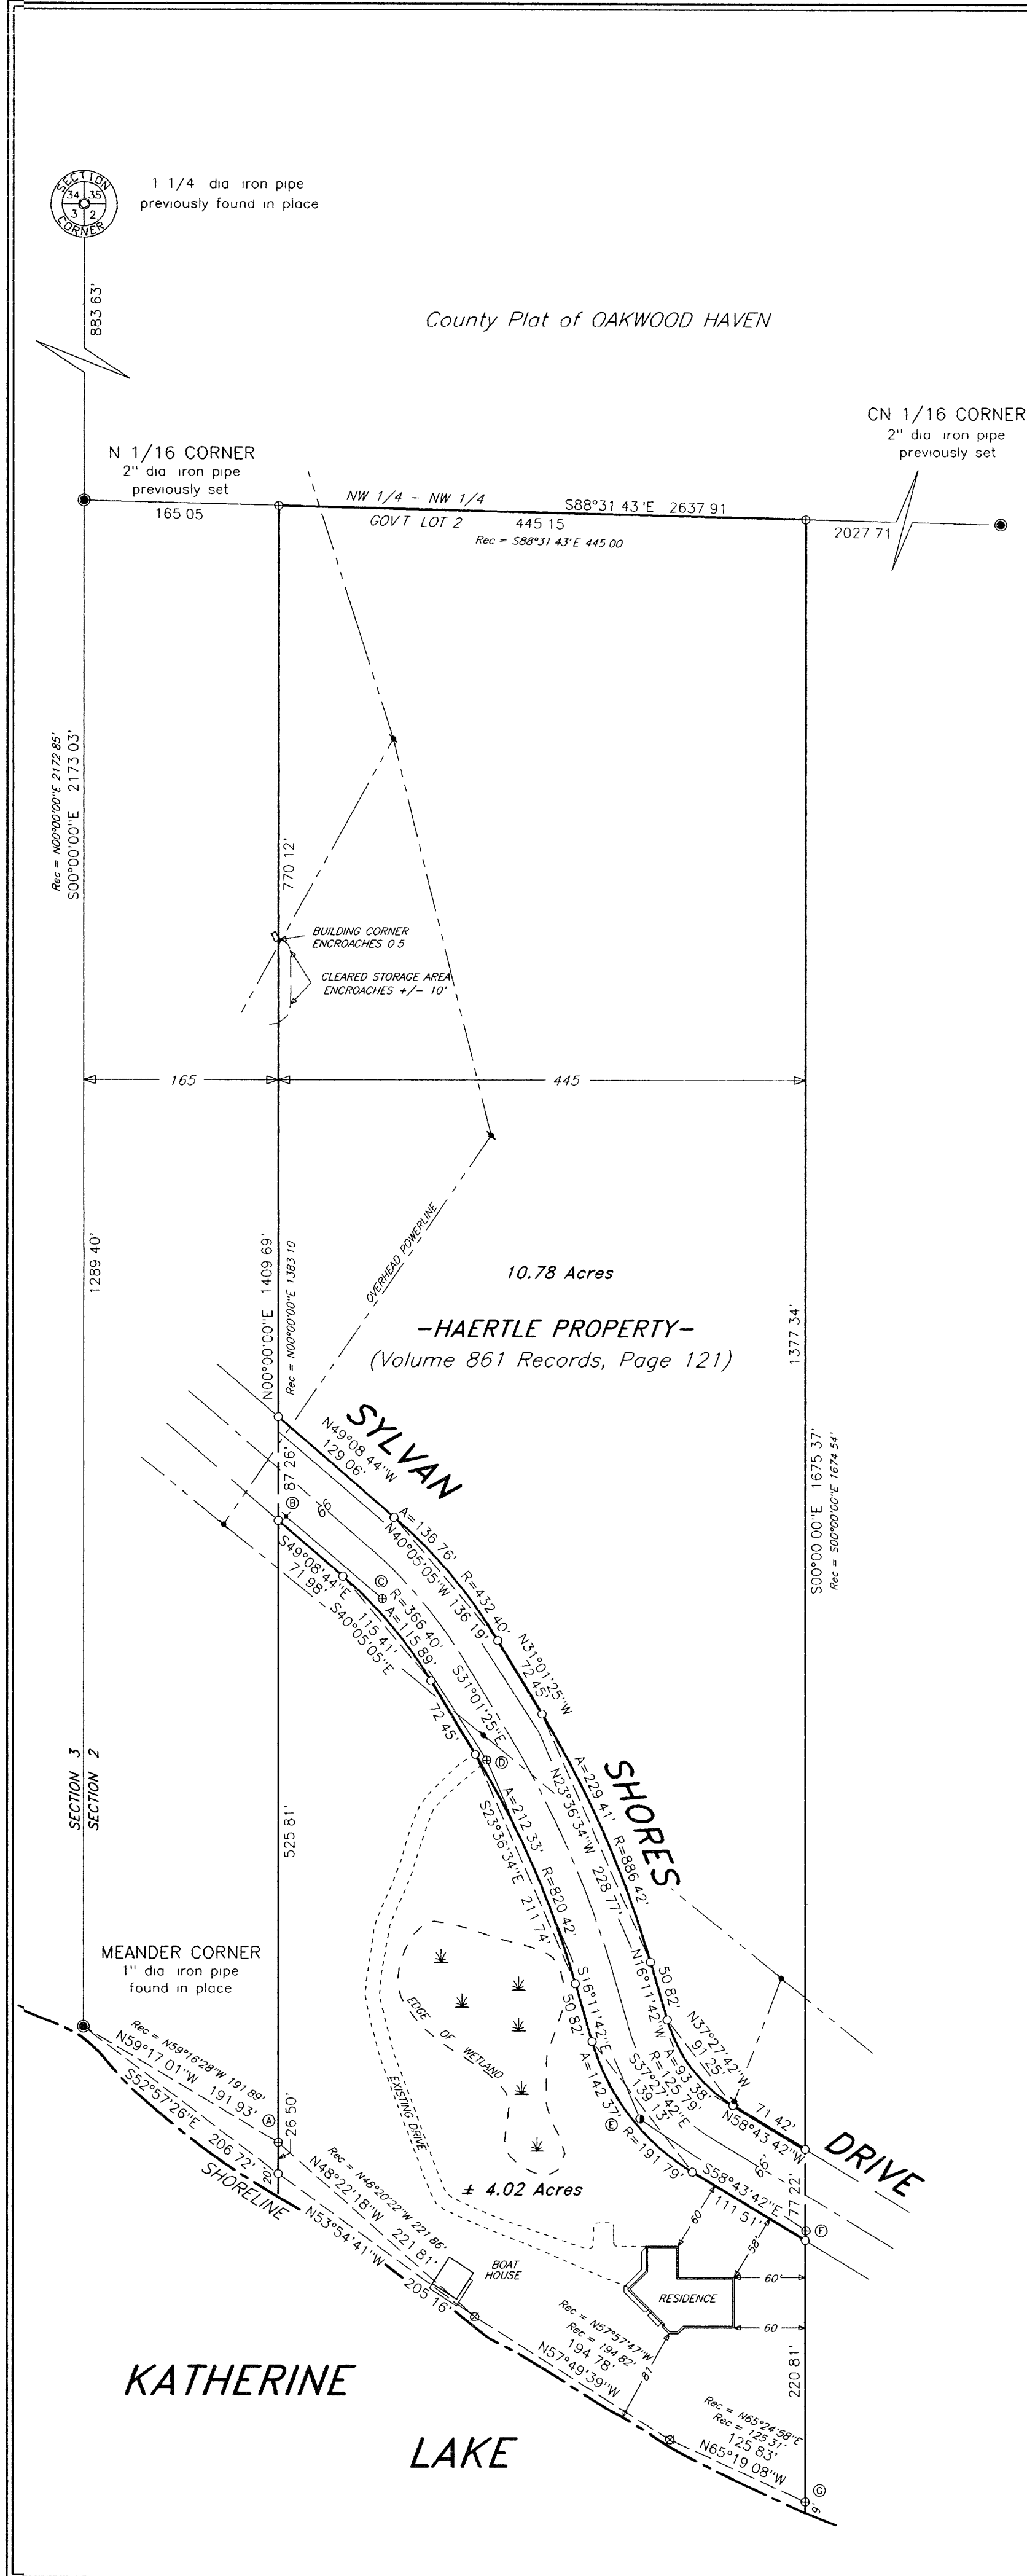 SECTION
34 35
3 2
CORNER
1 1/4 dia iron pipe
previously found in place
883 63'
County Plat of OAKWOOD HAVEN
CN 1/16 CORNER
2" dia iron pipe
previously set
N 1/16 CORNER
2" dia iron pipe
previously set
165 05
NW 1/4 - NW 1/4
S88°31 43'E 2637 91
GOV'T LOT 2
445 15
Rec = S88°31 43'E 445 00
2027 71
Rec = N00°00'00"E 2172 85'
S00°00'00"E 2173 03'
770 12'
BUILDING CORNER
ENCROACHES 0 5
CLEARED STORAGE AREA
ENCROACHES +/- 10'
165
445
1289 40'
N00°00'00"E 1409 69'
Rec = N00°00'00"E 1383 10
OVERHEAD POWERLINE
10.78 Acres
-HAERTLE PROPERTY-
(Volume 861 Records, Page 121)
1377 34'
S00°00 00"E 1675 37'
Rec = S00°00'00"E 1674 54'
SYLVAN
N49°08 44"W
129 06'
87 26'
B
66
A=136 76' R=432 40'
N40°05'05"W 136 19'
S49°08'44"E
71 98'
C
R=366 40'
A=115 89'
115 41'
S40°05'05"E
N31°01'25"W
72 45'
S31°01'25"E
72 45'
D
SHORES
A=229 41' R=886 42'
N23°36'34"W 228 77'
A=212 33' R=820 42'
S23°36'34"E 211 74'
SECTION 3
SECTION 2
525 81'
MEANDER CORNER
1" dia iron pipe
found in place
N16°11'42"W
50 82'
S16°11'42"E
50 82'
N37°27'42"W
91 25'
A=93 38'
R=125 79'
S37°27'42"E
139 13'
A=142 37'
R=191 79'
E
71 42'
N58°43 42"W
DRIVE
66
77 22'
S58°43'42"E
111 51'
F
EDGE OF WETLAND
EXISTING DRIVE
Rec = N59°16'28"W 191 89'
N59°17 01"W 191 93'
A
S52°57'26"E
206 72'
26 50'
20'
SHORELINE
Rec = N48°20'22"W 221 86'
N48°22'18"W 221 81'
N53°54'41"W 205 16'
± 4.02 Acres
BOAT
HOUSE
60'
58'
60'
RESIDENCE
60
Rec = N57°57'47"W
Rec = 194 82'
194 78'
N57°49'39"W
220 81'
Rec = N65°24'58"E
Rec = 125 31'
125 83'
N65°19 08"W
G
KATHERINE
LAKE